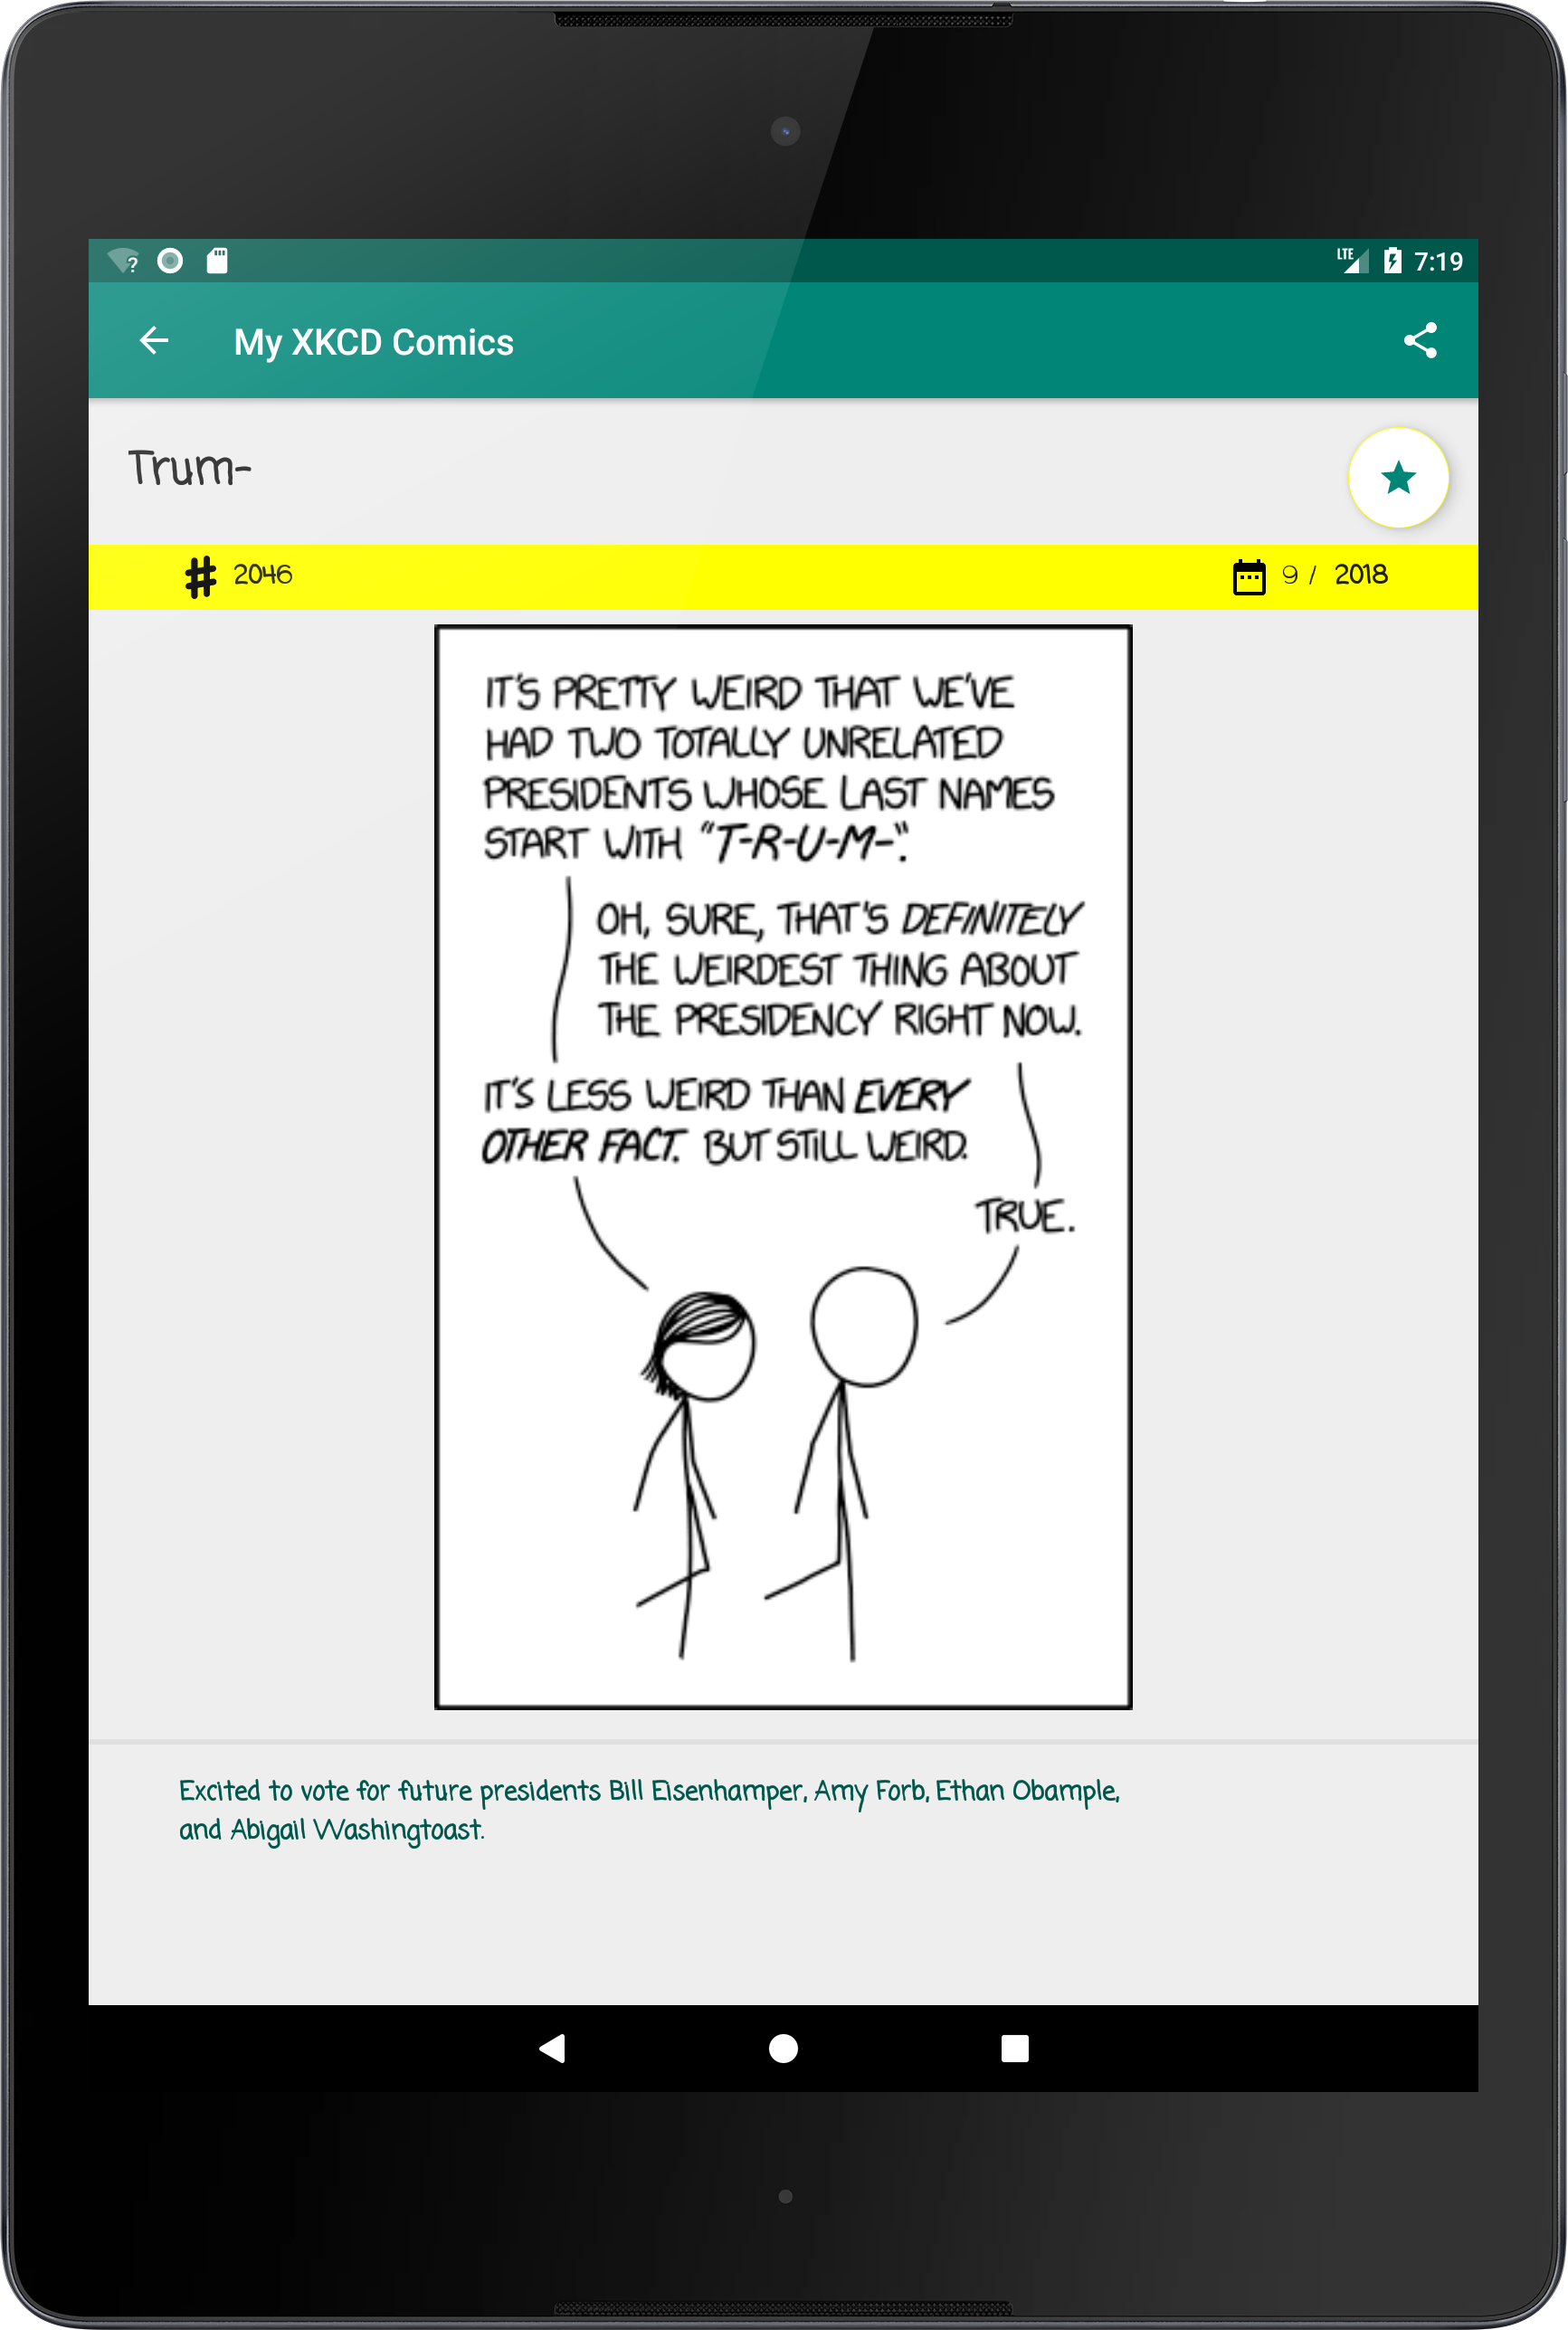 LTE 7:19
My XKCD Comics
Trum-
# 2046 9 / 2018
IT'S PRETTY WEIRD THAT WE'VE
HAD TWO TOTALLY UNRELATED
PRESIDENTS WHOSE LAST NAMES
START WITH "T-R-U-M-".
OH, SURE, THAT'S DEFINITELY
THE WEIRDEST THING ABOUT
THE PRESIDENCY RIGHT NOW.
IT'S LESS WEIRD THAN EVERY
OTHER FACT. BUT STILL WEIRD.
TRUE.
Excited to vote for future presidents Bill Eisenhamper, Amy Forb, Ethan Obample,
and Abigail Washingtoast.